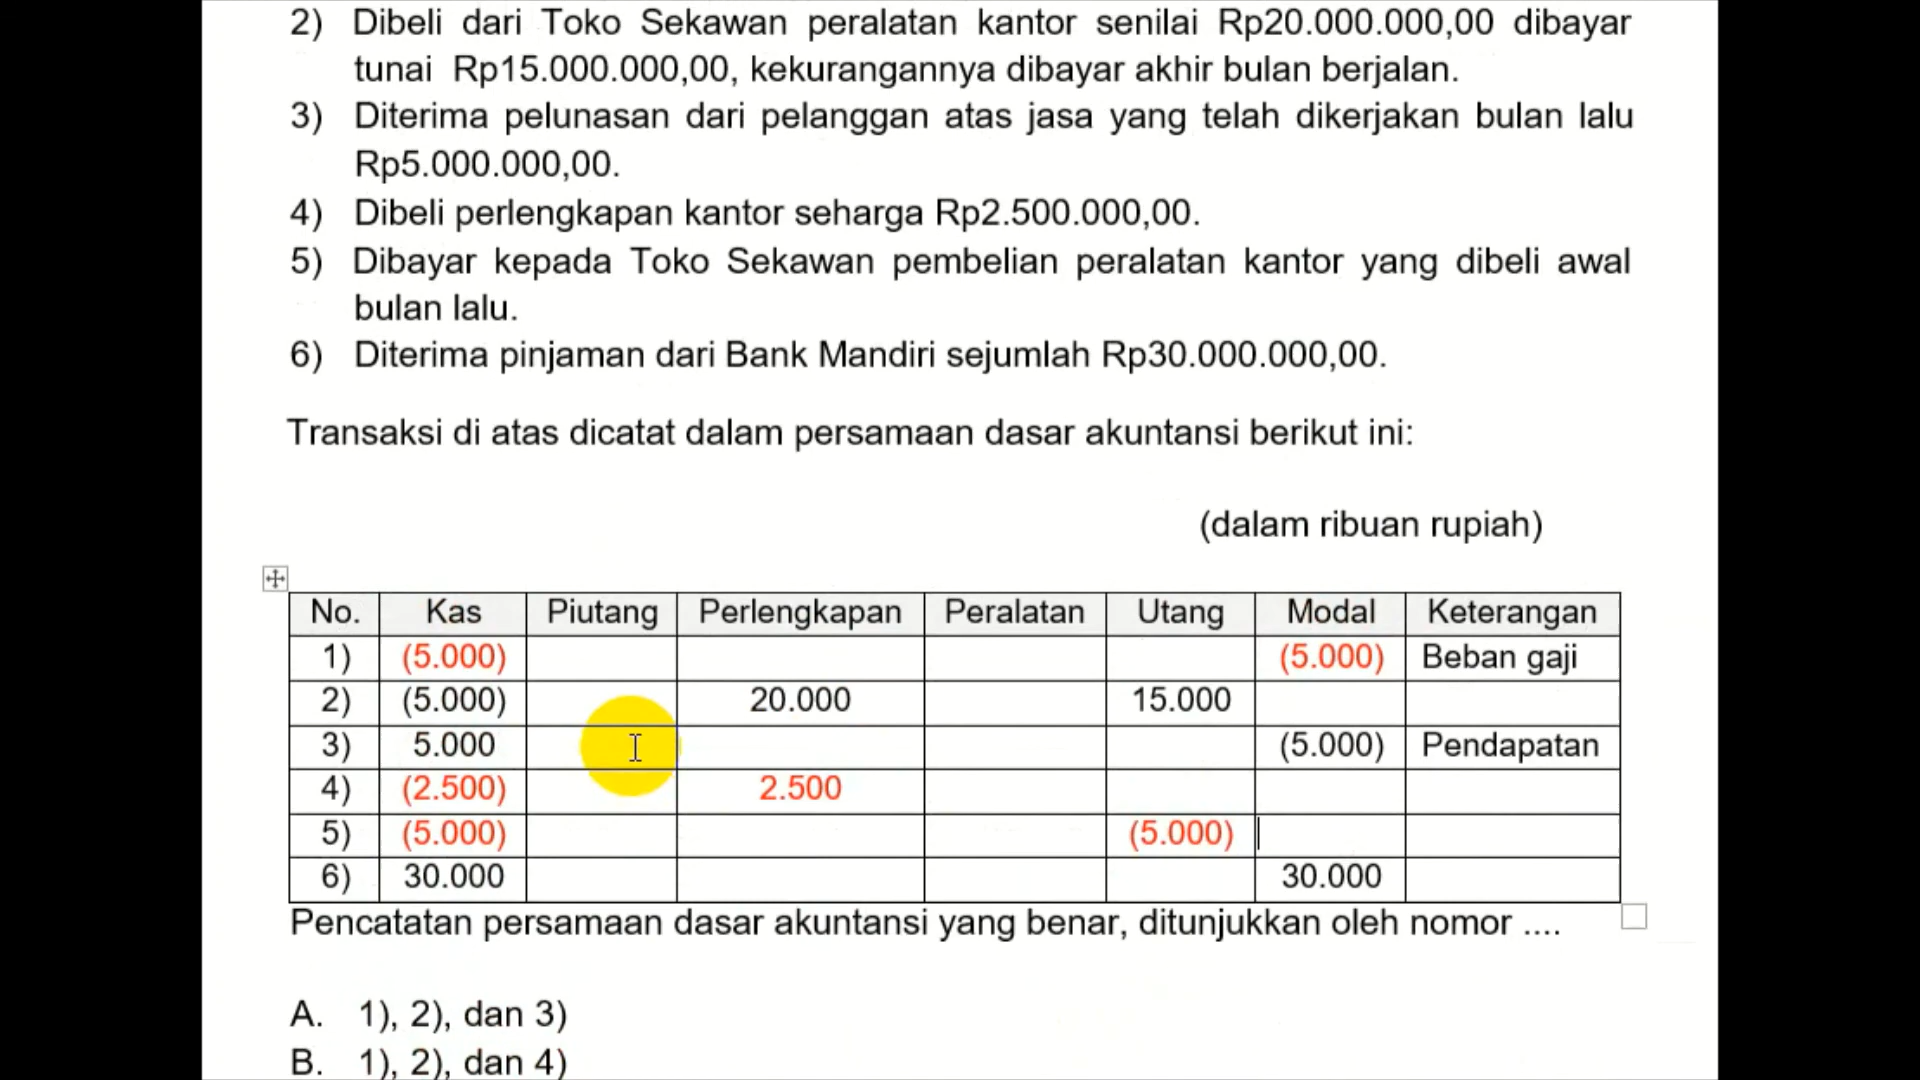 2) Dibeli dari Toko Sekawan peralatan kantor senilai Rp20.000.000,00 dibayar
tunai Rp15.000.000,00, kekurangannya dibayar akhir bulan berjalan.
3) Diterima pelunasan dari pelanggan atas jasa yang telah dikerjakan bulan lalu
Rp5.000.000,00.
4) Dibeli perlengkapan kantor seharga Rp2.500.000,00.
5) Dibayar kepada Toko Sekawan pembelian peralatan kantor yang dibeli awal
bulan lalu.
6) Diterima pinjaman dari Bank Mandiri sejumlah Rp30.000.000,00.
Transaksi di atas dicatat dalam persamaan dasar akuntansi berikut ini:
(dalam ribuan rupiah)
No. Kas Piutang Perlengkapan Peralatan Utang Modal Keterangan
1) (5.000) (5.000) Beban gaji
2) (5.000) 20.000 15.000
3) 5.000 (5.000) Pendapatan
4) (2.500) 2.500
5) (5.000) (5.000)
6) 30.000 30.000
Pencatatan persamaan dasar akuntansi yang benar, ditunjukkan oleh nomor ....
A. 1), 2), dan 3)
B. 1), 2), dan 4)